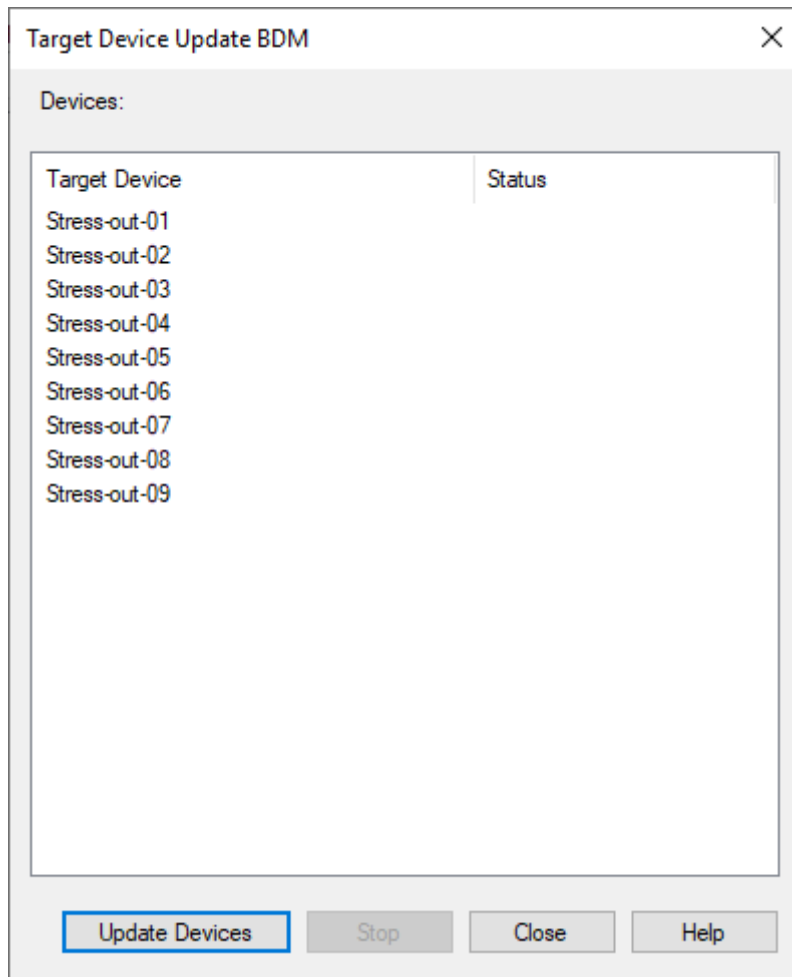 Target Device Update BDM
Devices:
Target Device Status
Stress-out-01
Stress-out-02
Stress-out-03
Stress-out-04
Stress-out-05
Stress-out-06
Stress-out-07
Stress-out-08
Stress-out-09
Update Devices Stop Close Help